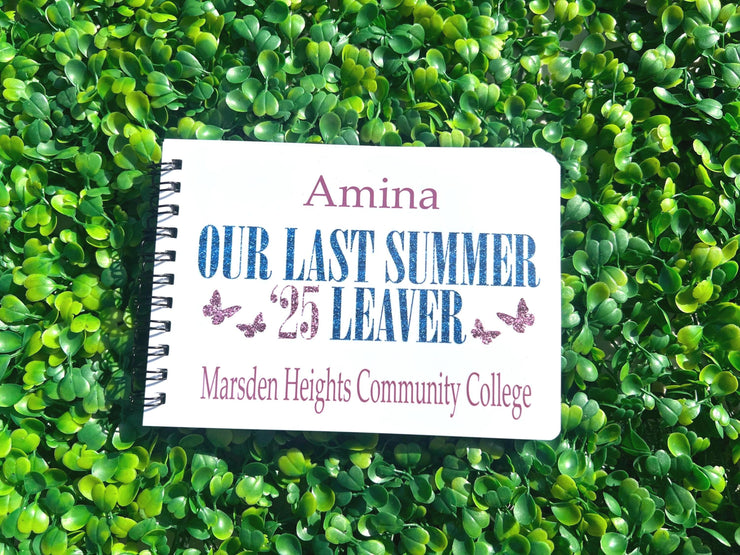 Amina
OUR LAST SUMMER
'25 LEAVER
Marsden Heights Community College